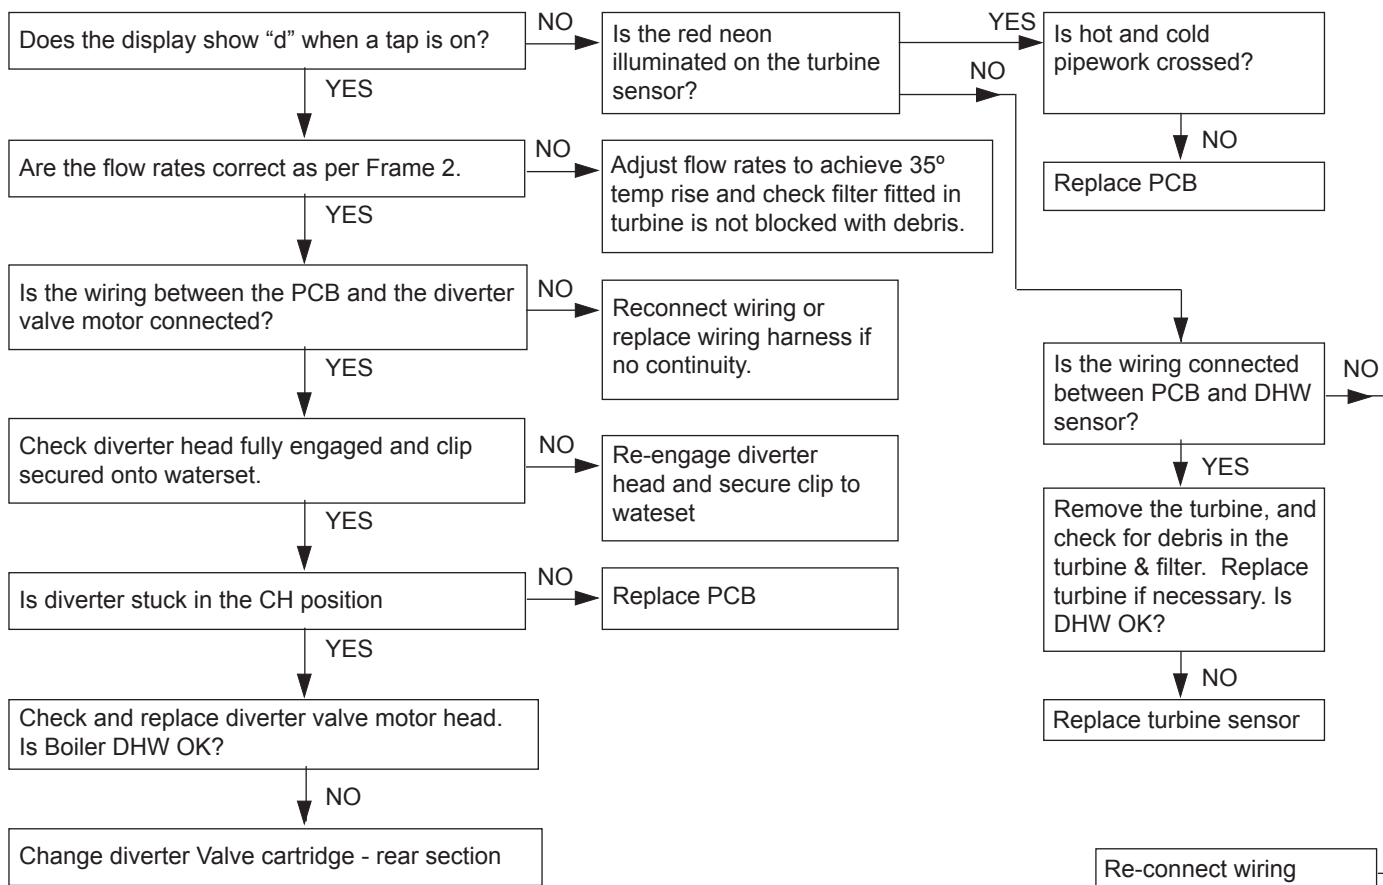 Does the display show “d” when a tap is on?
NO
Is the red neon
illuminated on the turbine
sensor?
YES
NO
Is hot and cold
pipework crossed?
NO
Replace PCB
YES
Are the flow rates correct as per Frame 2.
NO
Adjust flow rates to achieve 35º
temp rise and check filter fitted in
turbine is not blocked with debris.
YES
Is the wiring between the PCB and the diverter
valve motor connected?
NO
Reconnect wiring or
replace wiring harness if
no continuity.
YES
Is the wiring connected
between PCB and DHW
sensor?
NO
YES
Remove the turbine, and
check for debris in the
turbine & filter. Replace
turbine if necessary. Is
DHW OK?
NO
Replace turbine sensor
Check diverter head fully engaged and clip
secured onto waterset.
NO
Re-engage diverter
head and secure clip to
wateset
YES
Is diverter stuck in the CH position
NO
Replace PCB
YES
Check and replace diverter valve motor head.
Is Boiler DHW OK?
NO
Change diverter Valve cartridge - rear section
Re-connect wiring